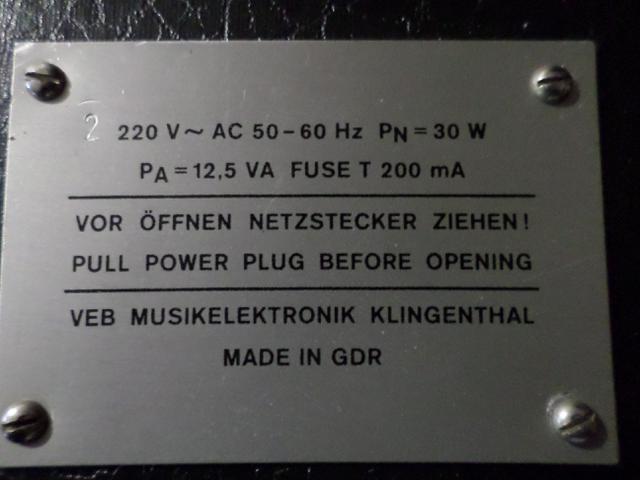 2 220 V~ AC 50-60 Hz PN = 30 W
PA = 12,5 VA FUSE T 200 mA
VOR ÖFFNEN NETZSTECKER ZIEHEN!
PULL POWER PLUG BEFORE OPENING
VEB MUSIKELEKTRONIK KLINGENTHAL
MADE IN GDR